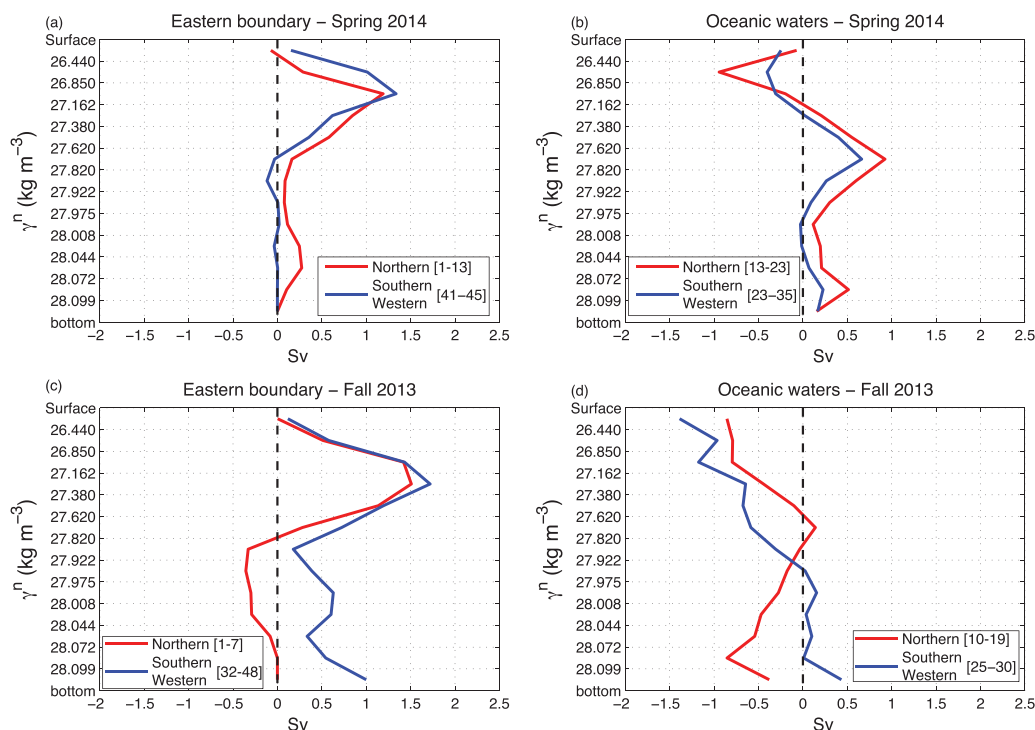 (a)
Eastern boundary – Spring 2014
Surface
26.440
26.850
27.162
27.380
27.620
27.820
27.922
27.975
28.008
28.044
28.072
28.099
bottom
γⁿ (kg m⁻³)
Northern [1-13]
Southern
Western [41−45]
−2 −1.5 −1 −0.5 0 0.5 1 1.5 2 2.5
Sv
(b)
Oceanic waters – Spring 2014
Surface
26.440
26.850
27.162
27.380
27.620
27.820
27.922
27.975
28.008
28.044
28.072
28.099
bottom
γⁿ (kg m⁻³)
Northern [13-23]
Southern
Western [23−35]
−2 −1.5 −1 −0.5 0 0.5 1 1.5 2 2.5
Sv
(c)
Eastern boundary – Fall 2013
Surface
26.440
26.850
27.162
27.380
27.620
27.820
27.922
27.975
28.008
28.044
28.072
28.099
bottom
γⁿ (kg m⁻³)
Northern [1-7]
Southern
Western [32-48]
−2 −1.5 −1 −0.5 0 0.5 1 1.5 2 2.5
Sv
(d)
Oceanic waters – Fall 2013
Surface
26.440
26.850
27.162
27.380
27.620
27.820
27.922
27.975
28.008
28.044
28.072
28.099
bottom
γⁿ (kg m⁻³)
Northern [10-19]
Southern
Western [25−30]
−2 −1.5 −1 −0.5 0 0.5 1 1.5 2 2.5
Sv